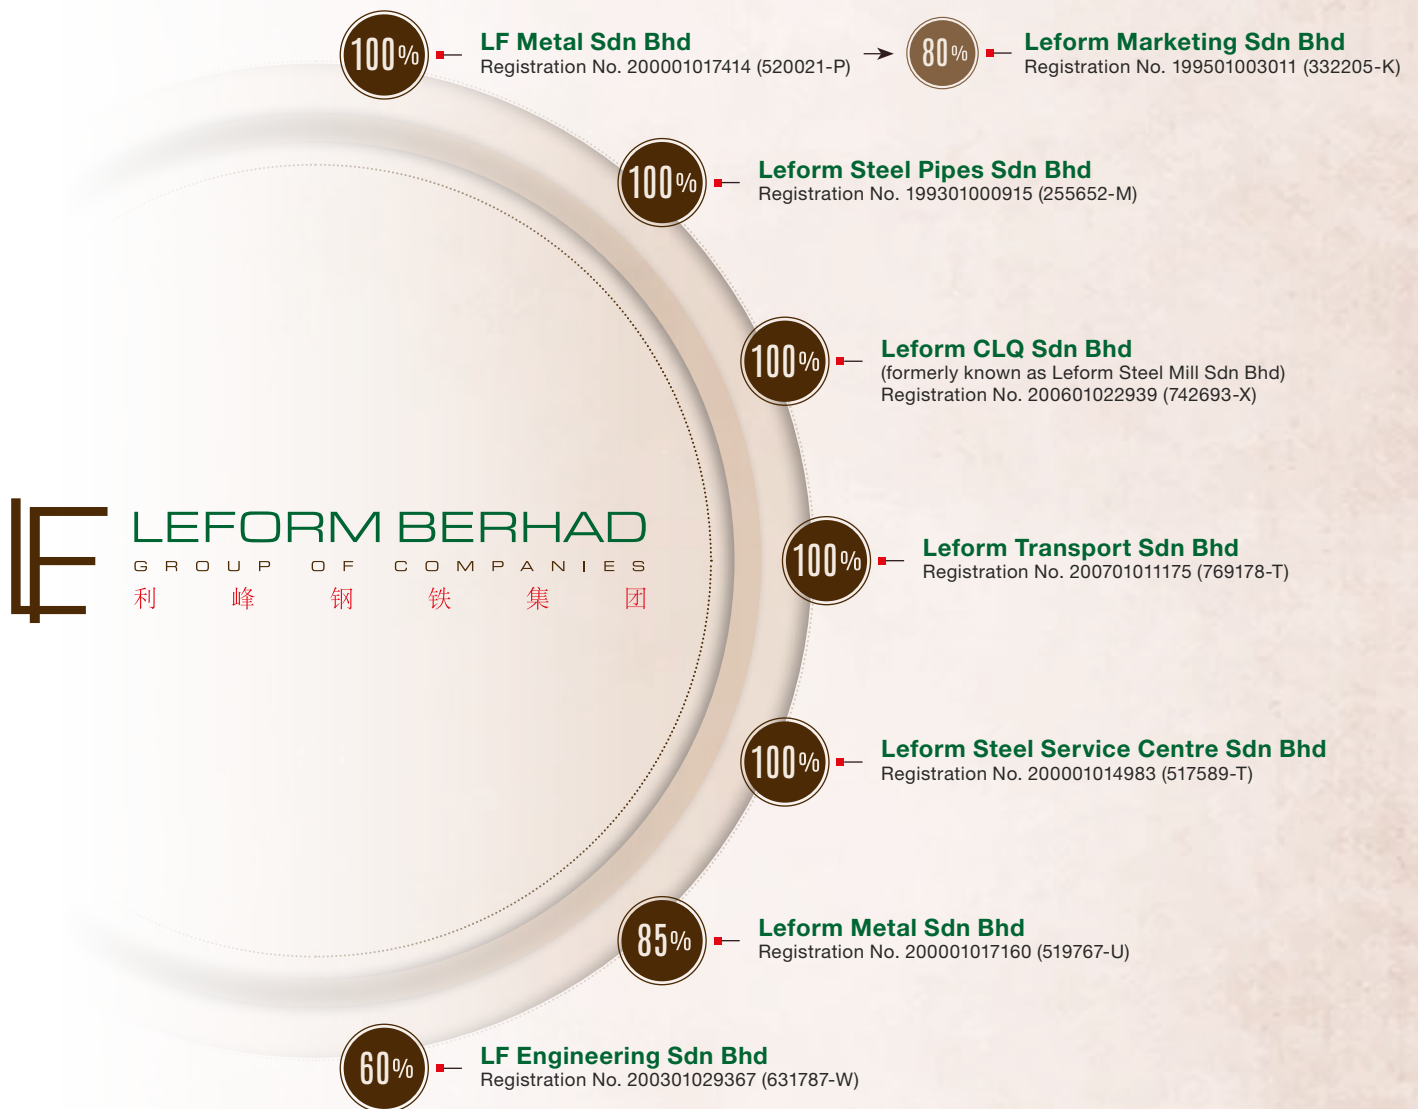 100%
LF Metal Sdn Bhd
Registration No. 200001017414 (520021-P)
80%
Leform Marketing Sdn Bhd
Registration No. 199501003011 (332205-K)
100%
Leform Steel Pipes Sdn Bhd
Registration No. 199301000915 (255652-M)
100%
Leform CLQ Sdn Bhd
(formerly known as Leform Steel Mill Sdn Bhd)
Registration No. 200601022939 (742693-X)
LF
LEFORM BERHAD
GROUP OF COMPANIES
利峰钢铁集团
100%
Leform Transport Sdn Bhd
Registration No. 200701011175 (769178-T)
100%
Leform Steel Service Centre Sdn Bhd
Registration No. 200001014983 (517589-T)
85%
Leform Metal Sdn Bhd
Registration No. 200001017160 (519767-U)
60%
LF Engineering Sdn Bhd
Registration No. 200301029367 (631787-W)